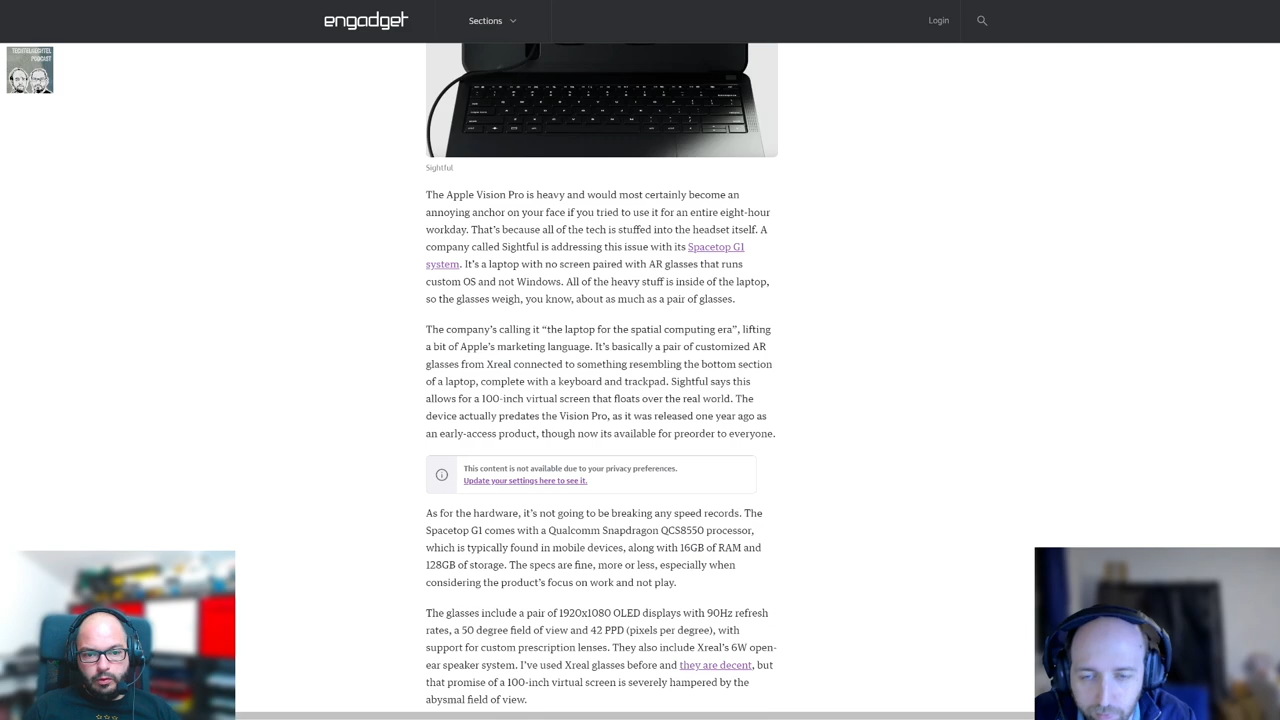 engadget
Sections
Login
TECHTELMECHTEL
PODCAST
Sightful
The Apple Vision Pro is heavy and would most certainly become an
annoying anchor on your face if you tried to use it for an entire eight-hour
workday. That’s because all of the tech is stuffed into the headset itself. A
company called Sightful is addressing this issue with its Spacetop G1
system. It’s a laptop with no screen paired with AR glasses that runs
custom OS and not Windows. All of the heavy stuff is inside of the laptop,
so the glasses weigh, you know, about as much as a pair of glasses.
The company’s calling it “the laptop for the spatial computing era”, lifting
a bit of Apple’s marketing language. It’s basically a pair of customized AR
glasses from Xreal connected to something resembling the bottom section
of a laptop, complete with a keyboard and trackpad. Sightful says this
allows for a 100-inch virtual screen that floats over the real world. The
device actually predates the Vision Pro, as it was released one year ago as
an early-access product, though now its available for preorder to everyone.
This content is not available due to your privacy preferences.
Update your settings here to see it.
As for the hardware, it’s not going to be breaking any speed records. The
Spacetop G1 comes with a Qualcomm Snapdragon QCS8550 processor,
which is typically found in mobile devices, along with 16GB of RAM and
128GB of storage. The specs are fine, more or less, especially when
considering the product’s focus on work and not play.
The glasses include a pair of 1920x1080 OLED displays with 90Hz refresh
rates, a 50 degree field of view and 42 PPD (pixels per degree), with
support for custom prescription lenses. They also include Xreal’s 6W open-
ear speaker system. I’ve used Xreal glasses before and they are decent, but
that promise of a 100-inch virtual screen is severely hampered by the
abysmal field of view.